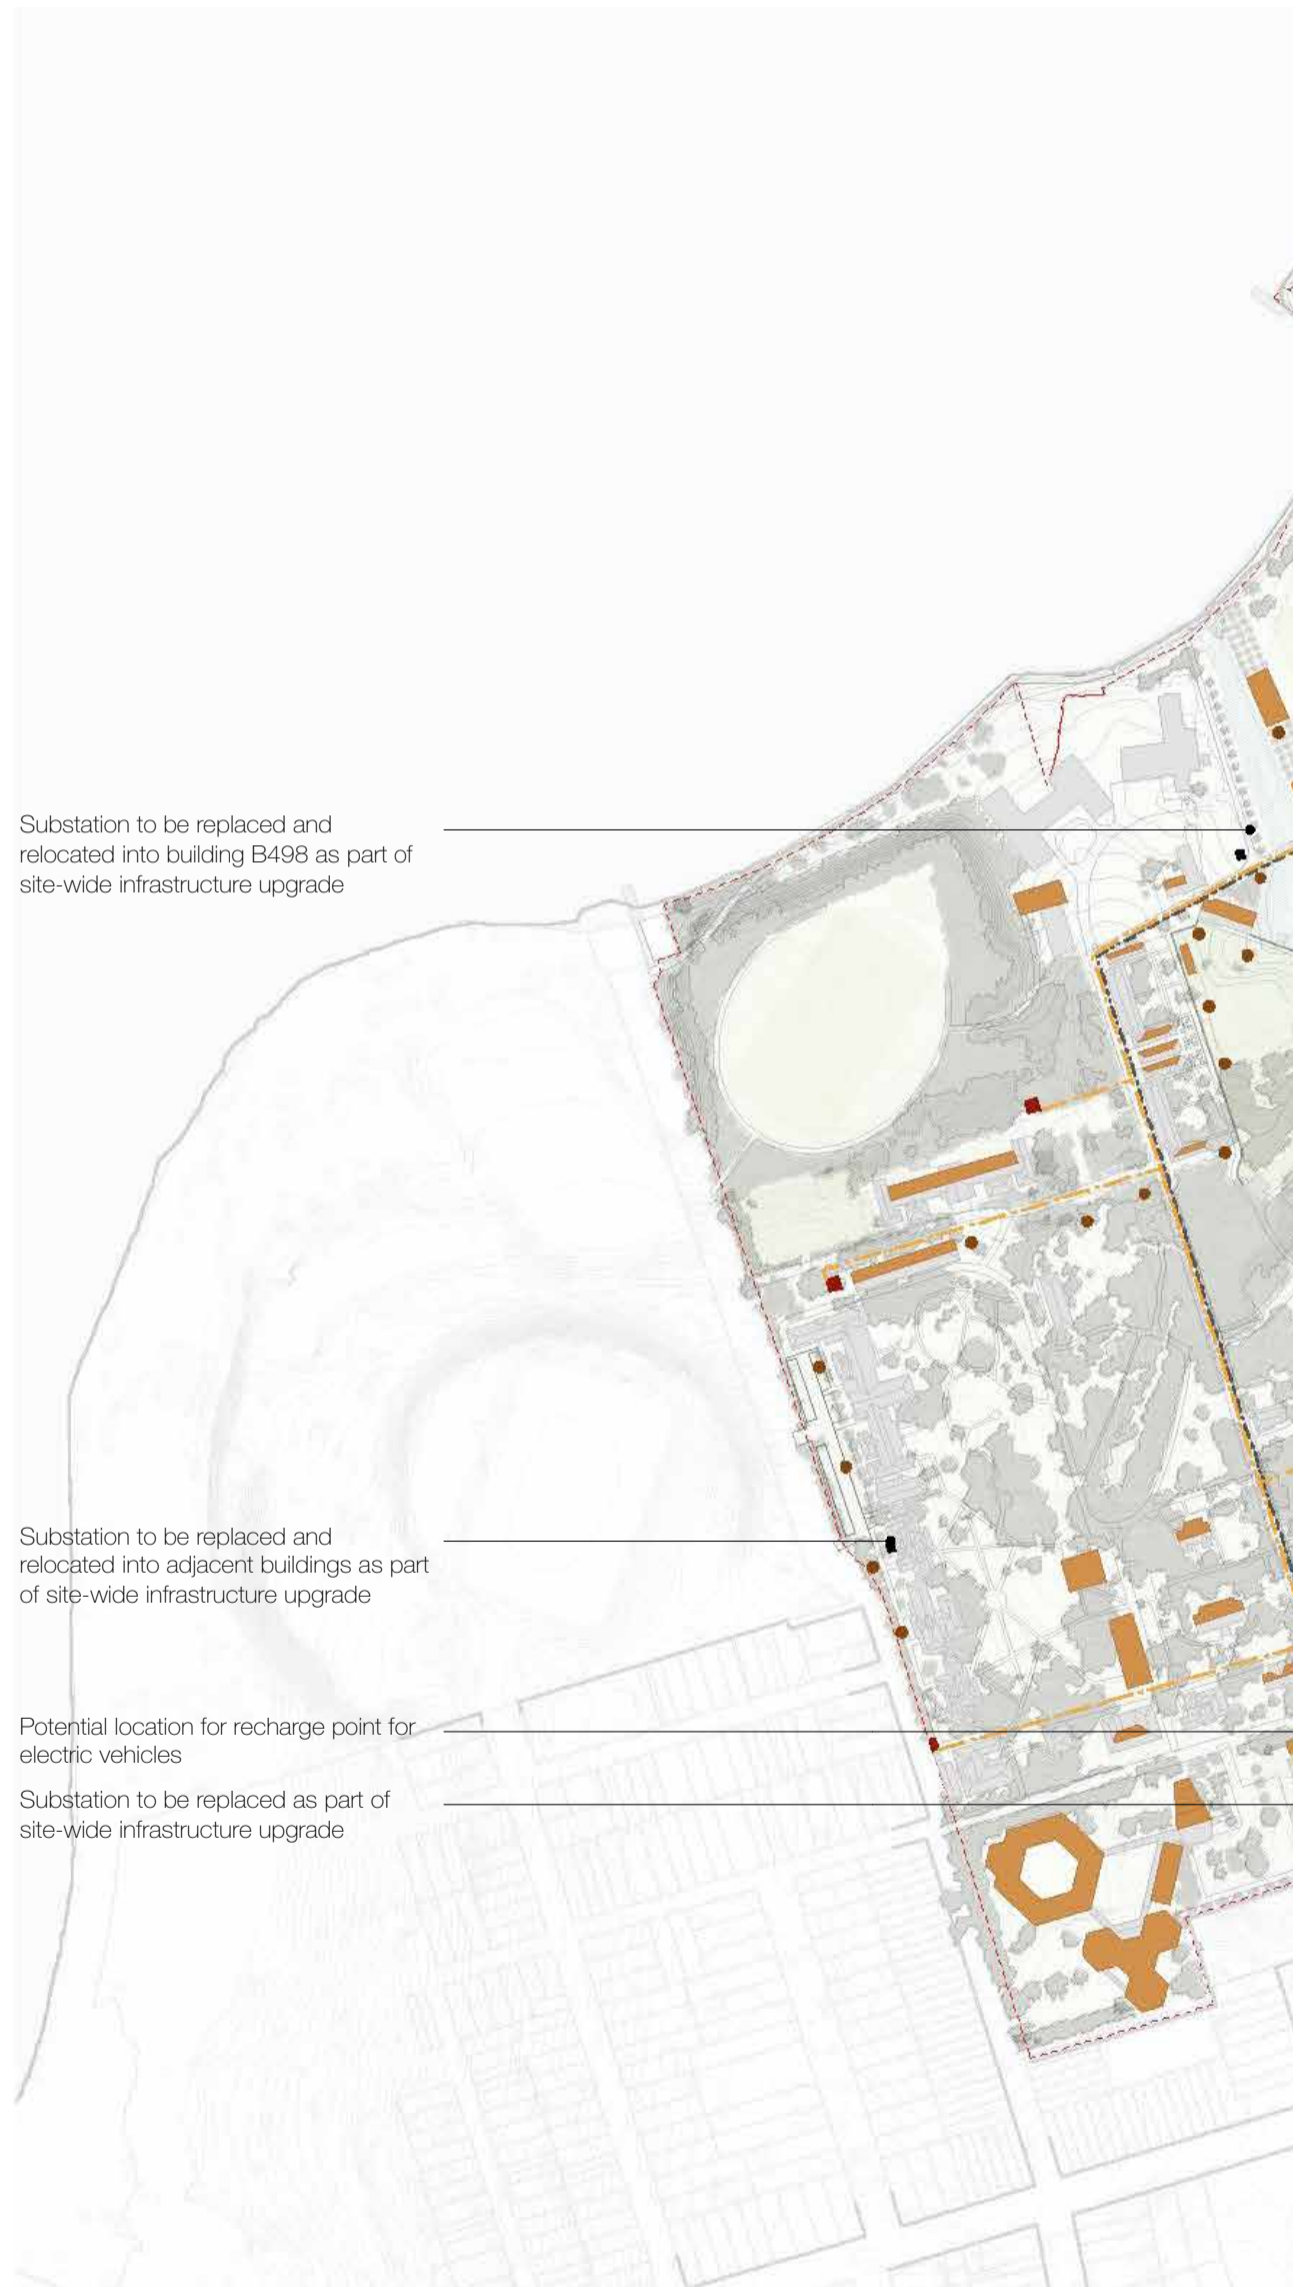 Substation to be replaced and
relocated into building B498 as part of
site-wide infrastructure upgrade
Substation to be replaced and
relocated into adjacent buildings as part
of site-wide infrastructure upgrade
Potential location for recharge point for
electric vehicles
Substation to be replaced as part of
site-wide infrastructure upgrade